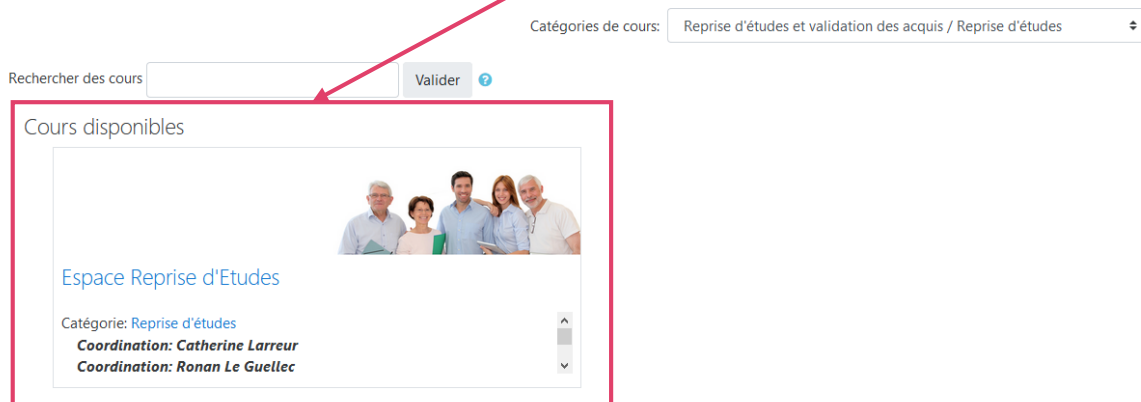 Catégories de cours: Reprise d'études et validation des acquis / Reprise d'études
Rechercher des cours Valider
Cours disponibles
Espace Reprise d'Etudes
Catégorie: Reprise d'études
Coordination: Catherine Larreur
Coordination: Ronan Le Guellec